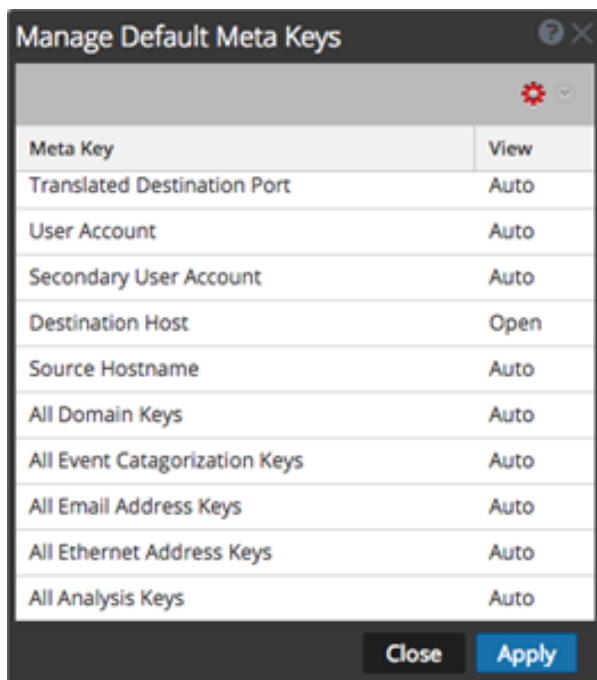 Manage Default Meta Keys
Meta Key View
Translated Destination Port Auto
User Account Auto
Secondary User Account Auto
Destination Host Open
Source Hostname Auto
All Domain Keys Auto
All Event Catagorization Keys Auto
All Email Address Keys Auto
All Ethernet Address Keys Auto
All Analysis Keys Auto
Close Apply